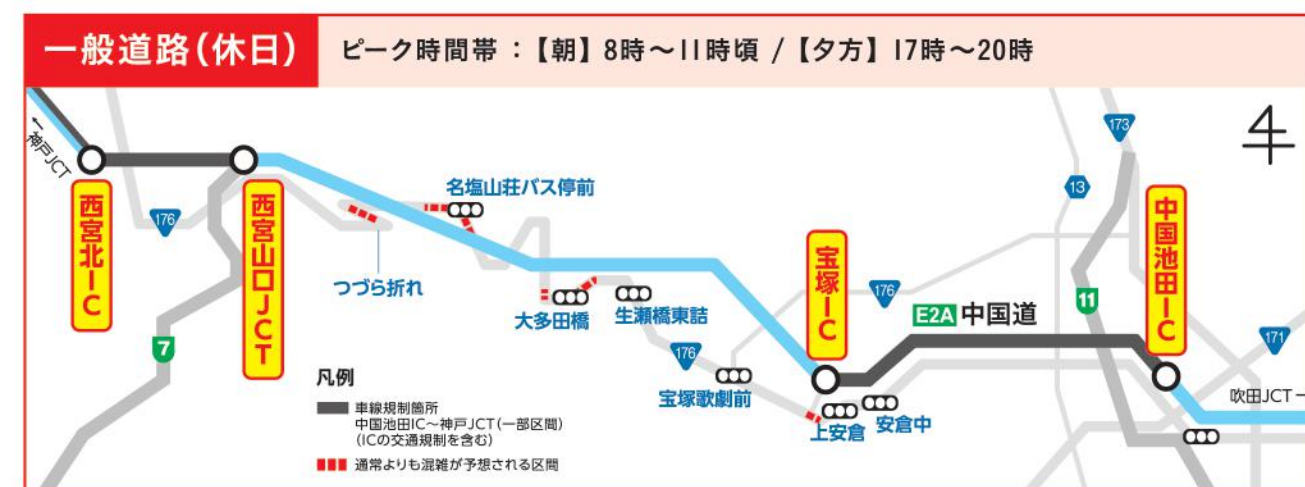 一般道路(休日)
ピーク時間帯：【朝】8時～11時頃 /【夕方】17時～20時
←神戸JCT
西宮北IC
176
7
西宮山口JCT
つづら折れ
名塩山荘バス停前
大多田橋
生瀬橋東詰
176
宝塚歌劇前
宝塚IC
上安倉
安倉中
176
E2A 中国道
13
173
11
中国池田IC
171
吹田JCT
凡例
車線規制箇所
中国池田IC～神戸JCT(一部区間)
(ICの交通規制を含む)
通常よりも混雑が予想される区間